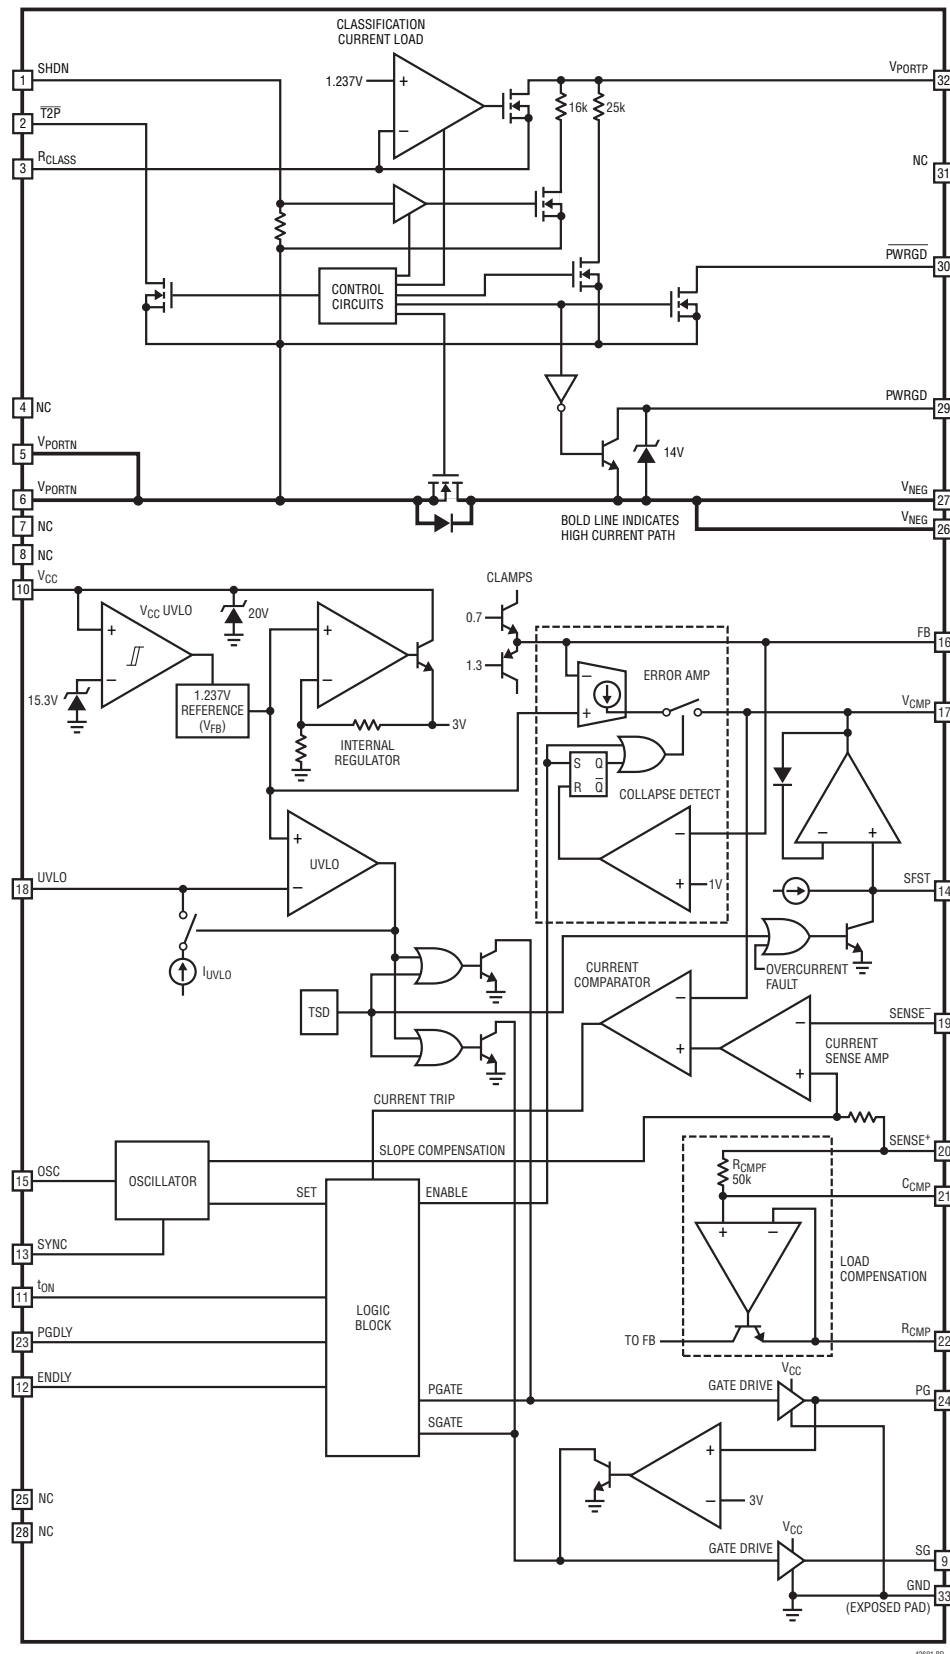 CLASSIFICATION
CURRENT LOAD
1 SHDN
1.237V
+
–
VPORTP 32
2 T2P
16k
25k
3 RCLASS
NC 31
PWRGD 30
CONTROL
CIRCUITS
4 NC
PWRGD 29
5 VPORTN
14V
6 VPORTN
VNEG 27
VNEG 26
BOLD LINE INDICATES
HIGH CURRENT PATH
7 NC
8 NC
10 VCC
CLAMPS
VCC UVLO
20V
0.7
FB 16
+
–
+
–
1.3
ERROR AMP
–
+
15.3V
1.237V
REFERENCE
(VFB)
3V
VCMP 17
INTERNAL
REGULATOR
S Q
R Q
COLLAPSE DETECT
–
+
1V
– +
+
–
UVLO
18 UVLO
SFST 14
IUVLO
OVERCURRENT
FAULT
CURRENT
COMPARATOR
–
+
TSD
SENSE– 19
–
+
CURRENT
SENSE AMP
CURRENT TRIP
SLOPE COMPENSATION
SENSE+ 20
15 OSC
OSCILLATOR
SET
ENABLE
RCMPF
50k
CCMP 21
+ –
13 SYNC
LOAD
COMPENSATION
11 tON
LOGIC
BLOCK
23 PGDLY
TO FB
RCMP 22
12 ENDLY
VCC
PGATE
GATE DRIVE
PG 24
SGATE
+
–
3V
25 NC
28 NC
VCC
GATE DRIVE
SG 9
GND 33
(EXPOSED PAD)